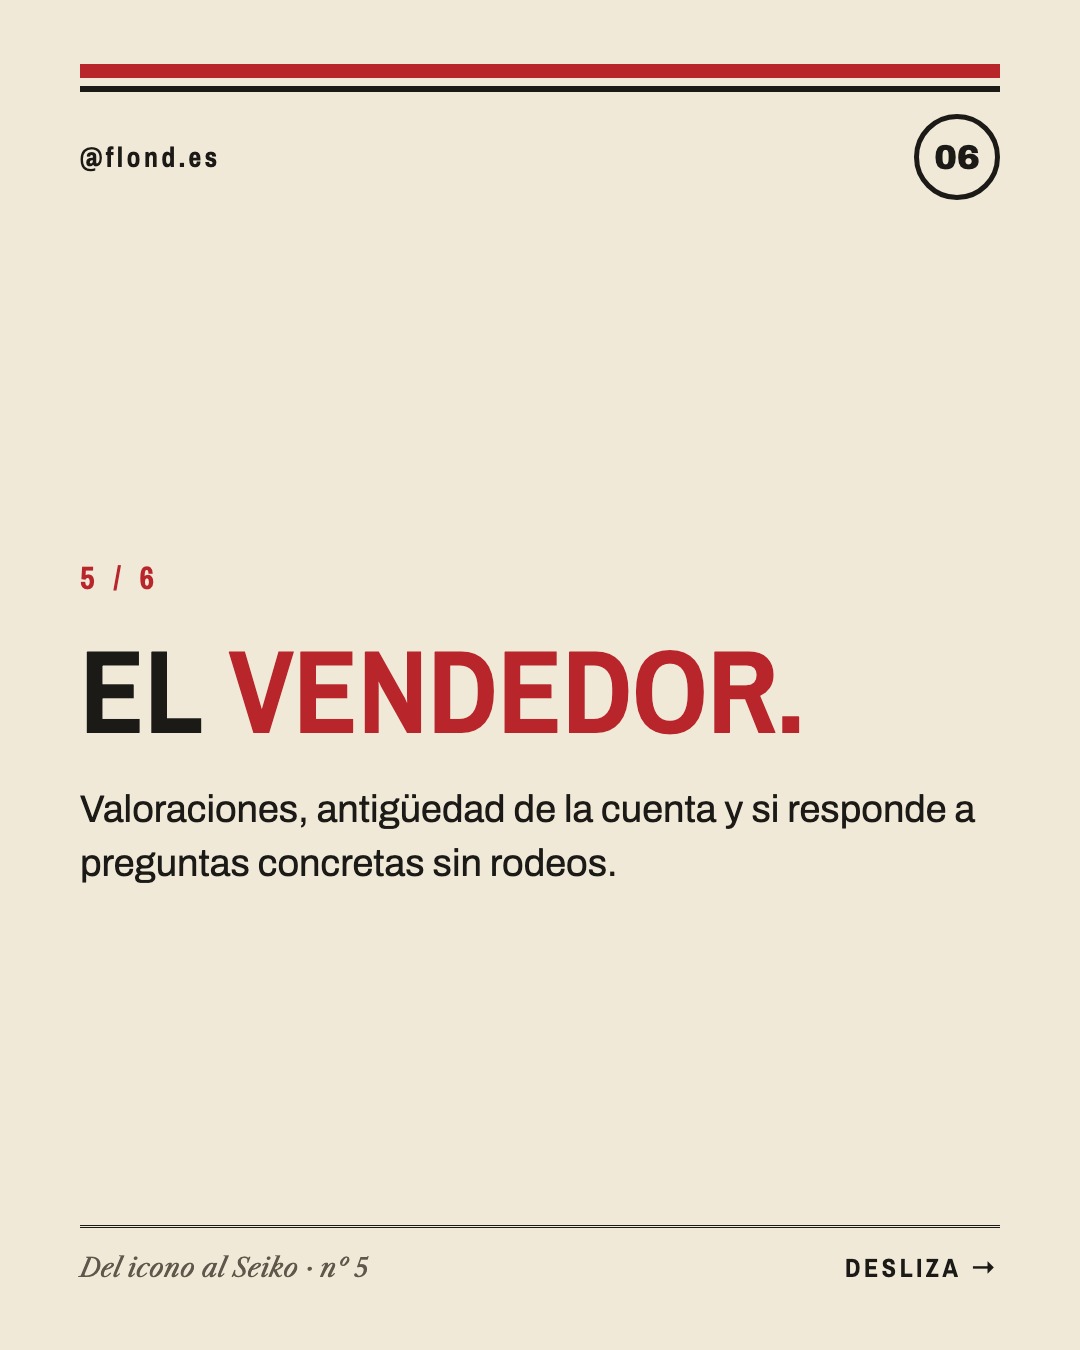 @flond.es
06
5 / 6
EL VENDEDOR.
Valoraciones, antigüedad de la cuenta y si responde a
preguntas concretas sin rodeos.
Del icono al Seiko · nº 5
DESLIZA →